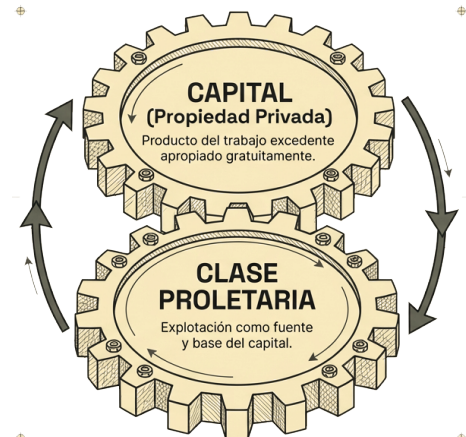 CAPITAL
(Propiedad Privada)
Producto del trabajo excedente
apropiado gratuitamente.
CLASE
PROLETARIA
Explotación como fuente
y base del capital.